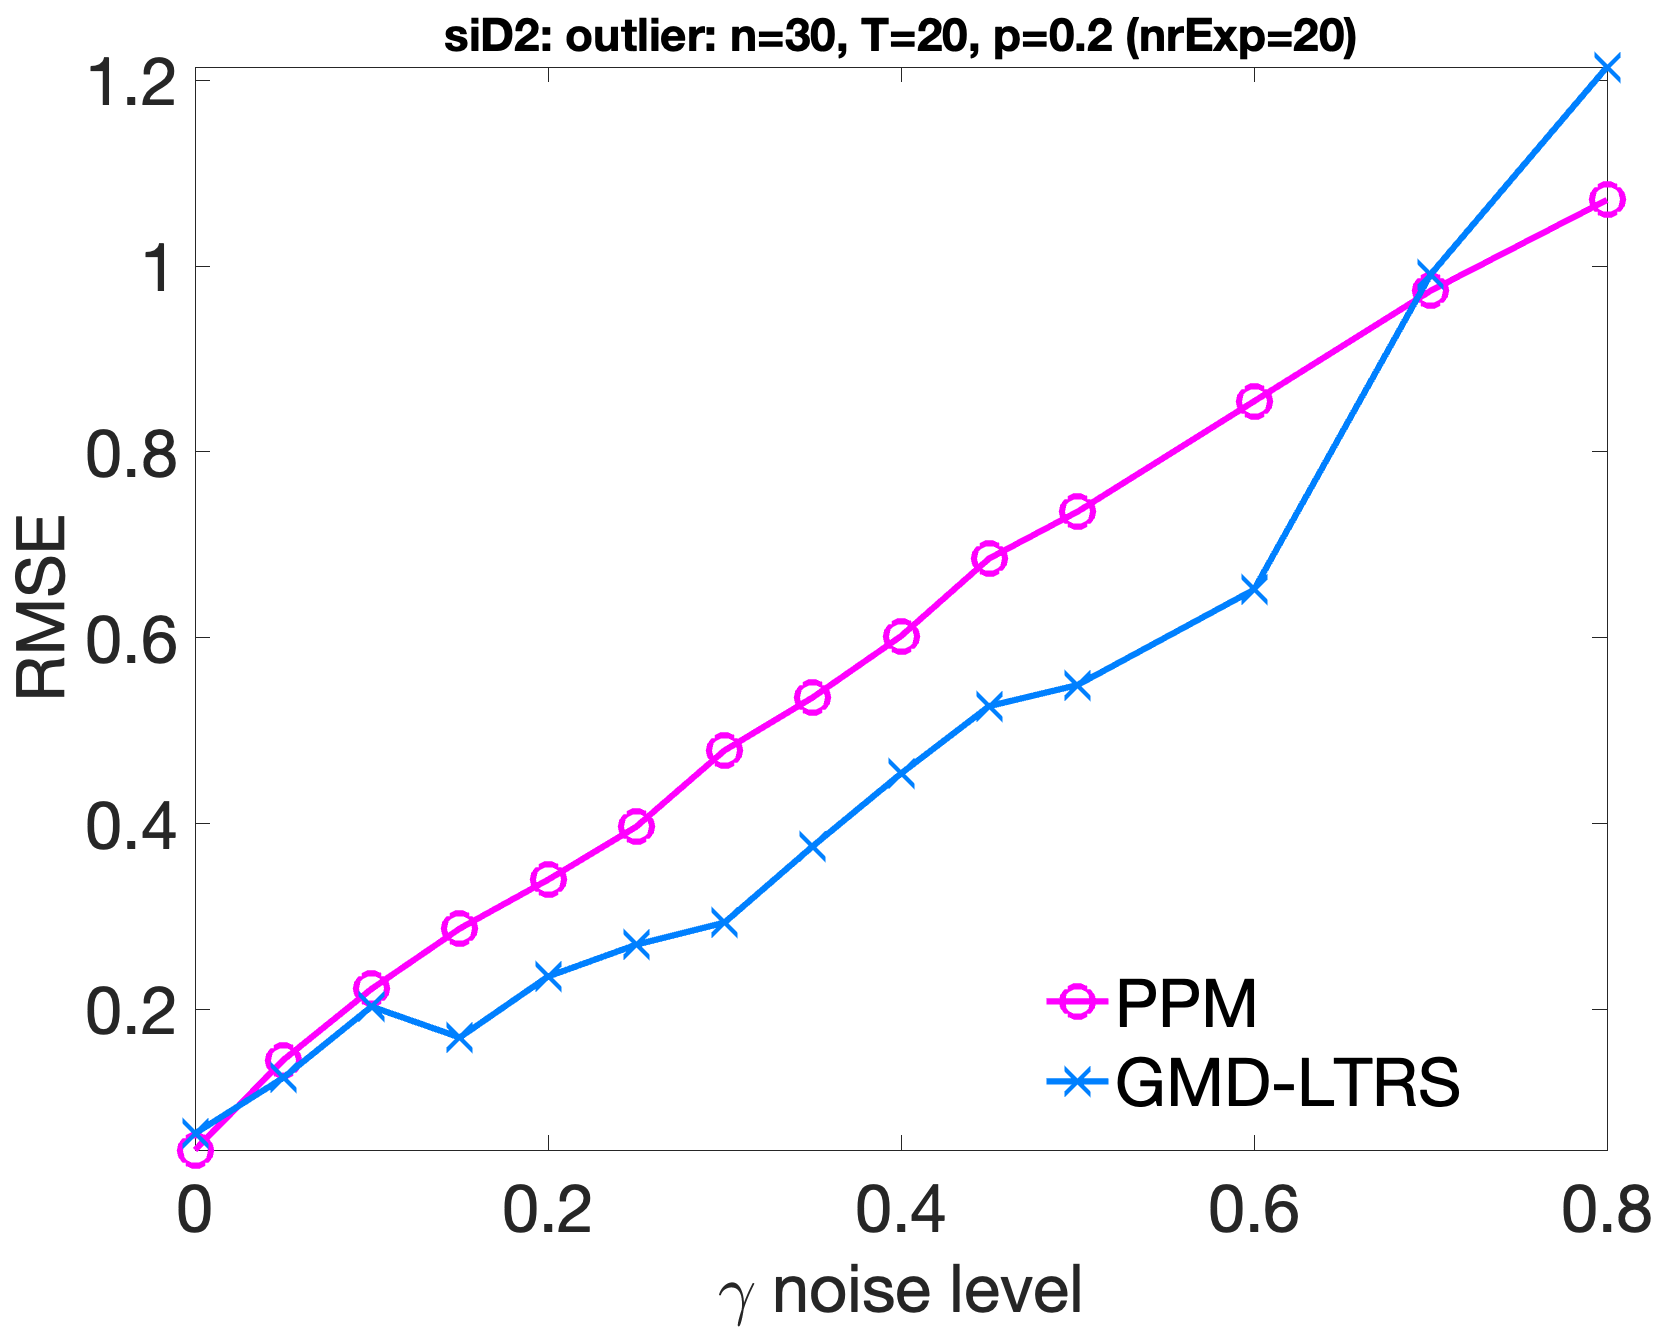 siD2: outlier: n=30, T=20, p=0.2 (nrExp=20)
1.2
1
0.8
0.6
0.4
0.2
RMSE
PPM
GMD-LTRS
0 0.2 0.4 0.6 0.8
γ noise level